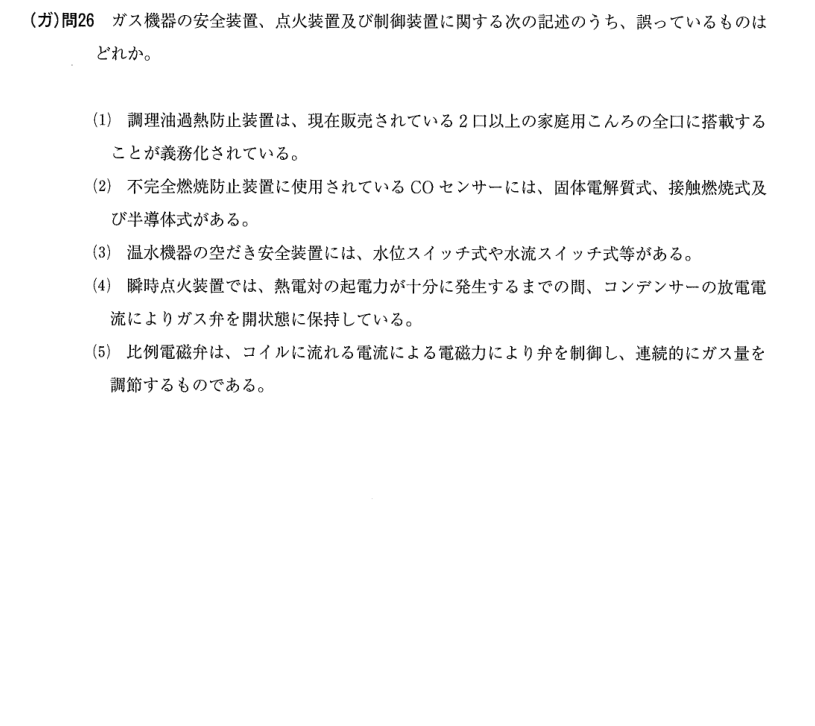 (ガ)問26 ガス機器の安全装置、点火装置及び制御装置に関する次の記述のうち、誤っているものは
どれか。
(1) 調理油過熱防止装置は、現在販売されている2口以上の家庭用こんろの全口に搭載する
ことが義務化されている。
(2) 不完全燃焼防止装置に使用されているCOセンサーには、固体電解質式、接触燃焼式及
び半導体式がある。
(3) 温水機器の空だき安全装置には、水位スイッチ式や水流スイッチ式等がある。
(4) 瞬時点火装置では、熱電対の起電力が十分に発生するまでの間、コンデンサーの放電電
流によりガス弁を開状態に保持している。
(5) 比例電磁弁は、コイルに流れる電流による電磁力により弁を制御し、連続的にガス量を
調節するものである。